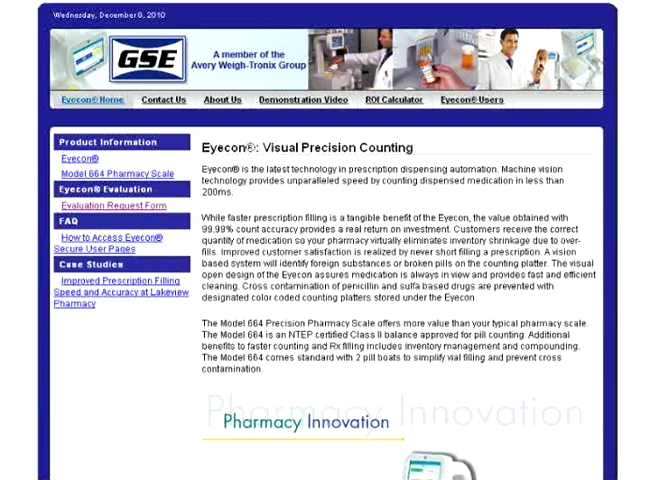 Wednesday, December 8, 2010
GSE
A member of the
Avery Weigh-Tronix Group
Eyecon® Home Contact Us About Us Demonstration Video ROI Calculator Eyecon® Users
Product Information
Eyecon®
Model 664 Pharmacy Scale
Eyecon® Evaluation
Evaluation Request Form
FAQ
How to Access Eyecon®
Secure User Pages
Case Studies
Improved Prescription Filling
Speed and Accuracy at Lakeview
Pharmacy
Eyecon®: Visual Precision Counting
Eyecon® is the latest technology in prescription dispensing automation. Machine vision
technology provides unparalleled speed by counting dispensed medication in less than
200ms.
While faster prescription filling is a tangible benefit of the Eyecon, the value obtained with
99.99% count accuracy provides a real return on investment. Customers receive the correct
quantity of medication so your pharmacy virtually eliminates inventory shrinkage due to over-
fills. Improved customer satisfaction is realized by never short filling a prescription. A vision
based system will identify foreign substances or broken pills on the counting platter. The visual
open design of the Eyecon assures medication is always in view and provides fast and efficient
cleaning. Cross contamination of penicillin and sulfa based drugs are prevented with
designated color coded counting platters stored under the Eyecon.
The Model 664 Precision Pharmacy Scale offers more value than your typical pharmacy scale.
The Model 664 is an NTEP certified Class II balance approved for pill counting. Additional
benefits to faster counting and Rx filling includes inventory management and compounding.
The Model 664 comes standard with 2 pill boats to simplify vial filling and prevent cross
contamination.
Pharmacy Innovation
Pharmacy Innovation